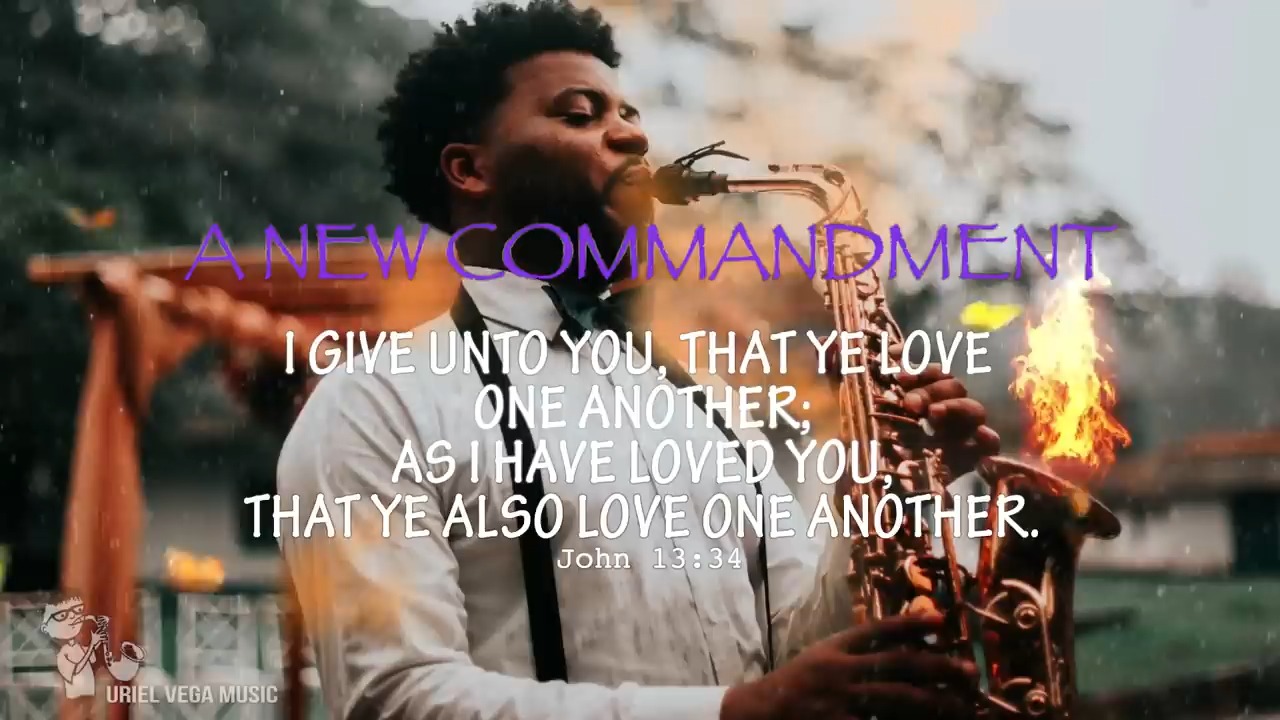 A NEW COMMANDMENT
I GIVE UNTO YOU, THAT YE LOVE
ONE ANOTHER;
AS I HAVE LOVED YOU,
THAT YE ALSO LOVE ONE ANOTHER.
John 13:34
URIEL VEGA MUSIC